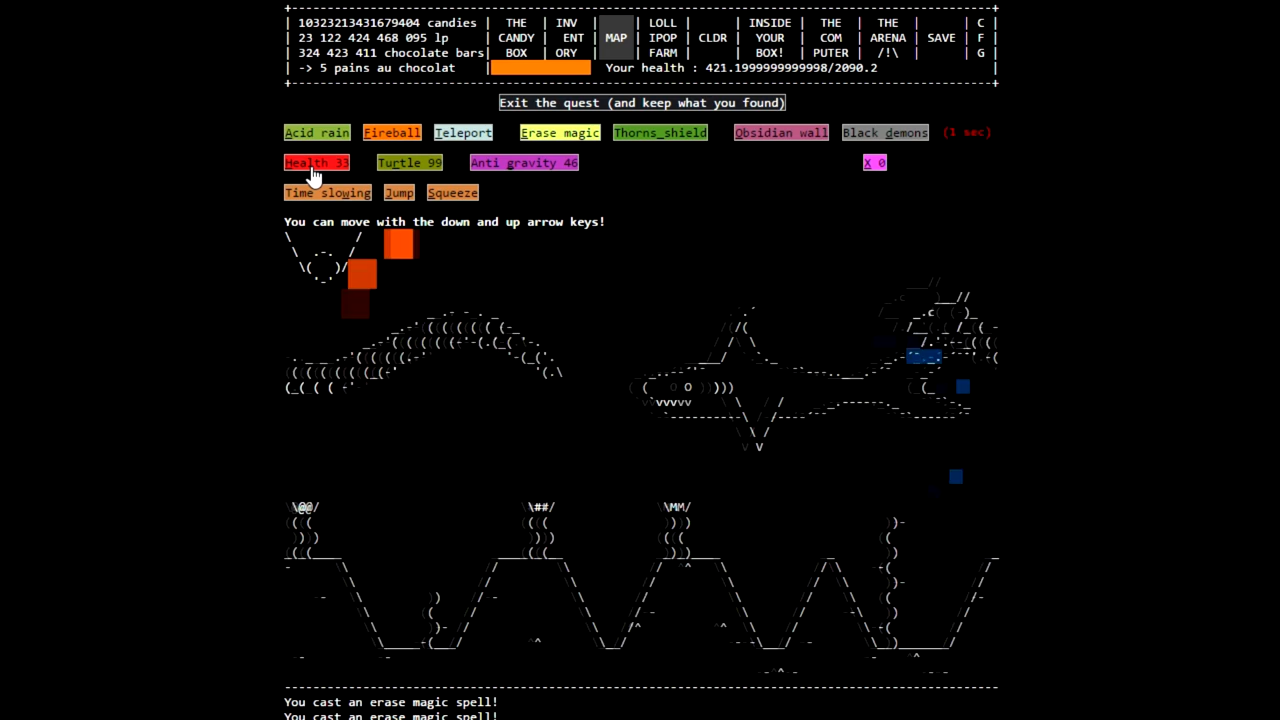 10323213431679404 candies THE INV LOLL INSIDE THE THE C
23 122 424 468 095 lp CANDY ENT MAP IPOP CLDR YOUR COM ARENA SAVE F
324 423 411 chocolate bars BOX ORY FARM BOX! PUTER /!\ G
-> 5 pains au chocolat Your health : 421.1999999999998/2090.2
Exit the quest (and keep what you found)
Acid rain Fireball Teleport Erase magic Thorns_shield Obsidian wall Black demons (1 sec)
Health 33 Turtle 99 Anti gravity 46 X 0
Time slowing Jump Squeeze
You can move with the down and up arrow keys!
You cast an erase magic spell!
You cast an erase magic spell!